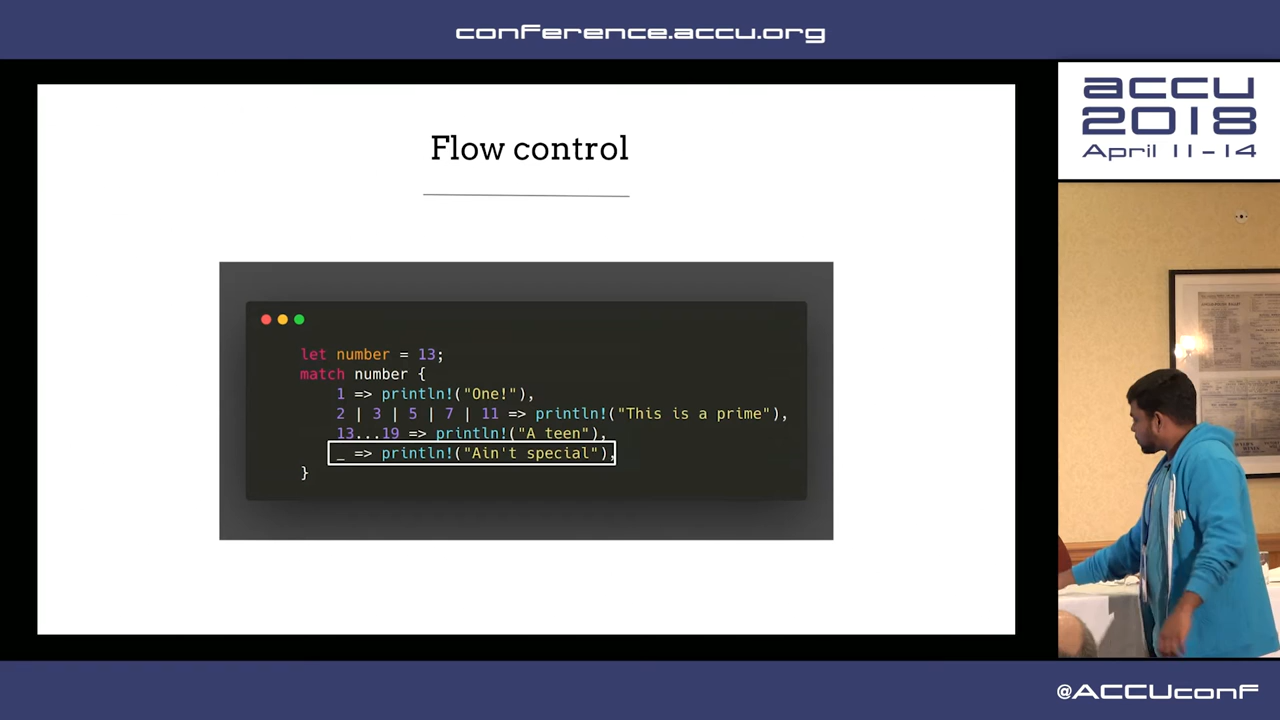 conference.accu.org
accu
2018
April 11-14
Flow control
let number = 13;
match number {
1 => println!("One!"),
2 | 3 | 5 | 7 | 11 => println!("This is a prime"),
13...19 => println!("A teen"),
_ => println!("Ain't special"),
}
@ACCUconf